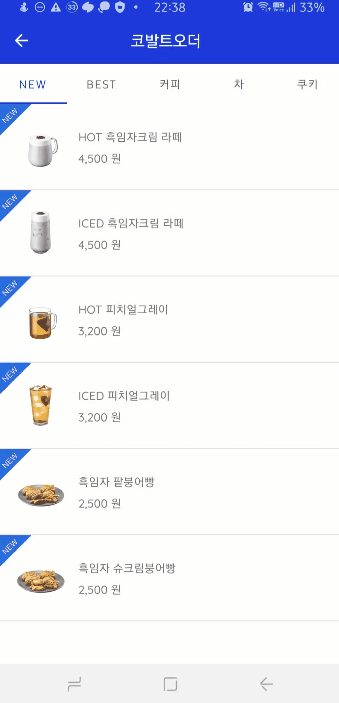 22:38
33%
코발트오더
NEW BEST 커피 차 쿠키
NEW
HOT 흑임자크림 라떼
4,500 원
NEW
ICED 흑임자크림 라떼
4,500 원
NEW
HOT 피치얼그레이
3,200 원
NEW
ICED 피치얼그레이
3,200 원
NEW
흑임자 팥붕어빵
2,500 원
NEW
흑임자 슈크림붕어빵
2,500 원